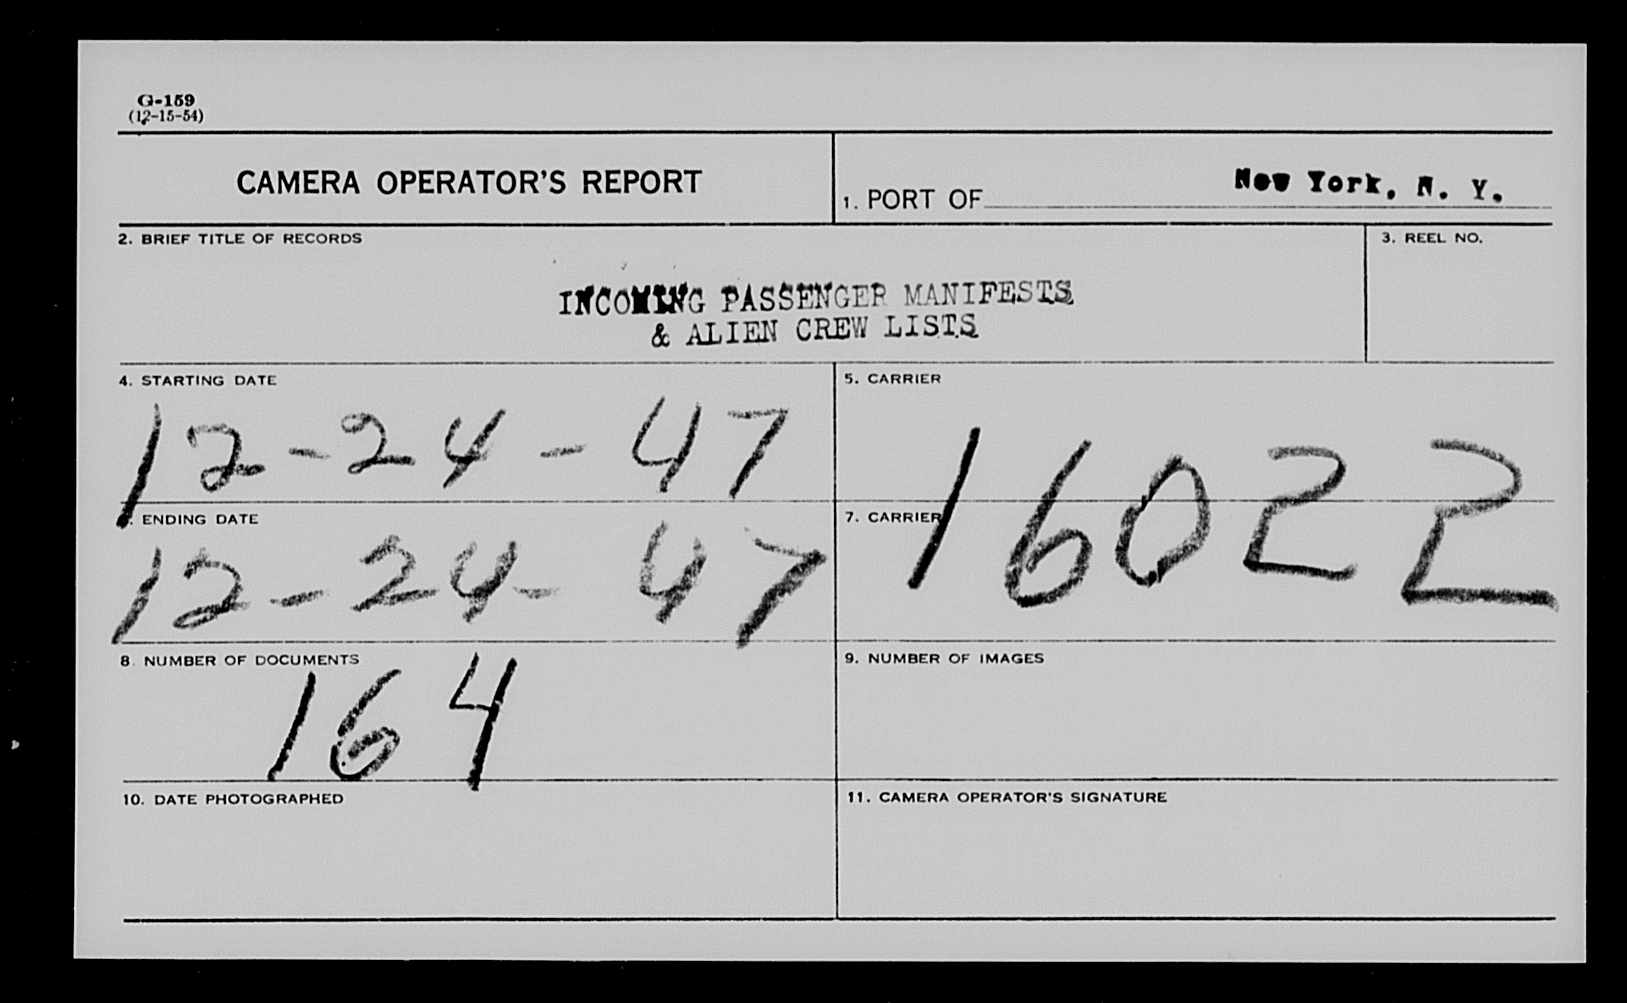 G-159
(12-15-54)
CAMERA OPERATOR'S REPORT
1. PORT OF New York, N. Y.
2. BRIEF TITLE OF RECORDS
3. REEL NO.
INCOMING PASSENGER MANIFESTS
& ALIEN CREW LISTS
4. STARTING DATE
5. CARRIER
12-24-47
16022
ENDING DATE
7. CARRIER
12-24-47
8. NUMBER OF DOCUMENTS
9. NUMBER OF IMAGES
164
10. DATE PHOTOGRAPHED
11. CAMERA OPERATOR'S SIGNATURE